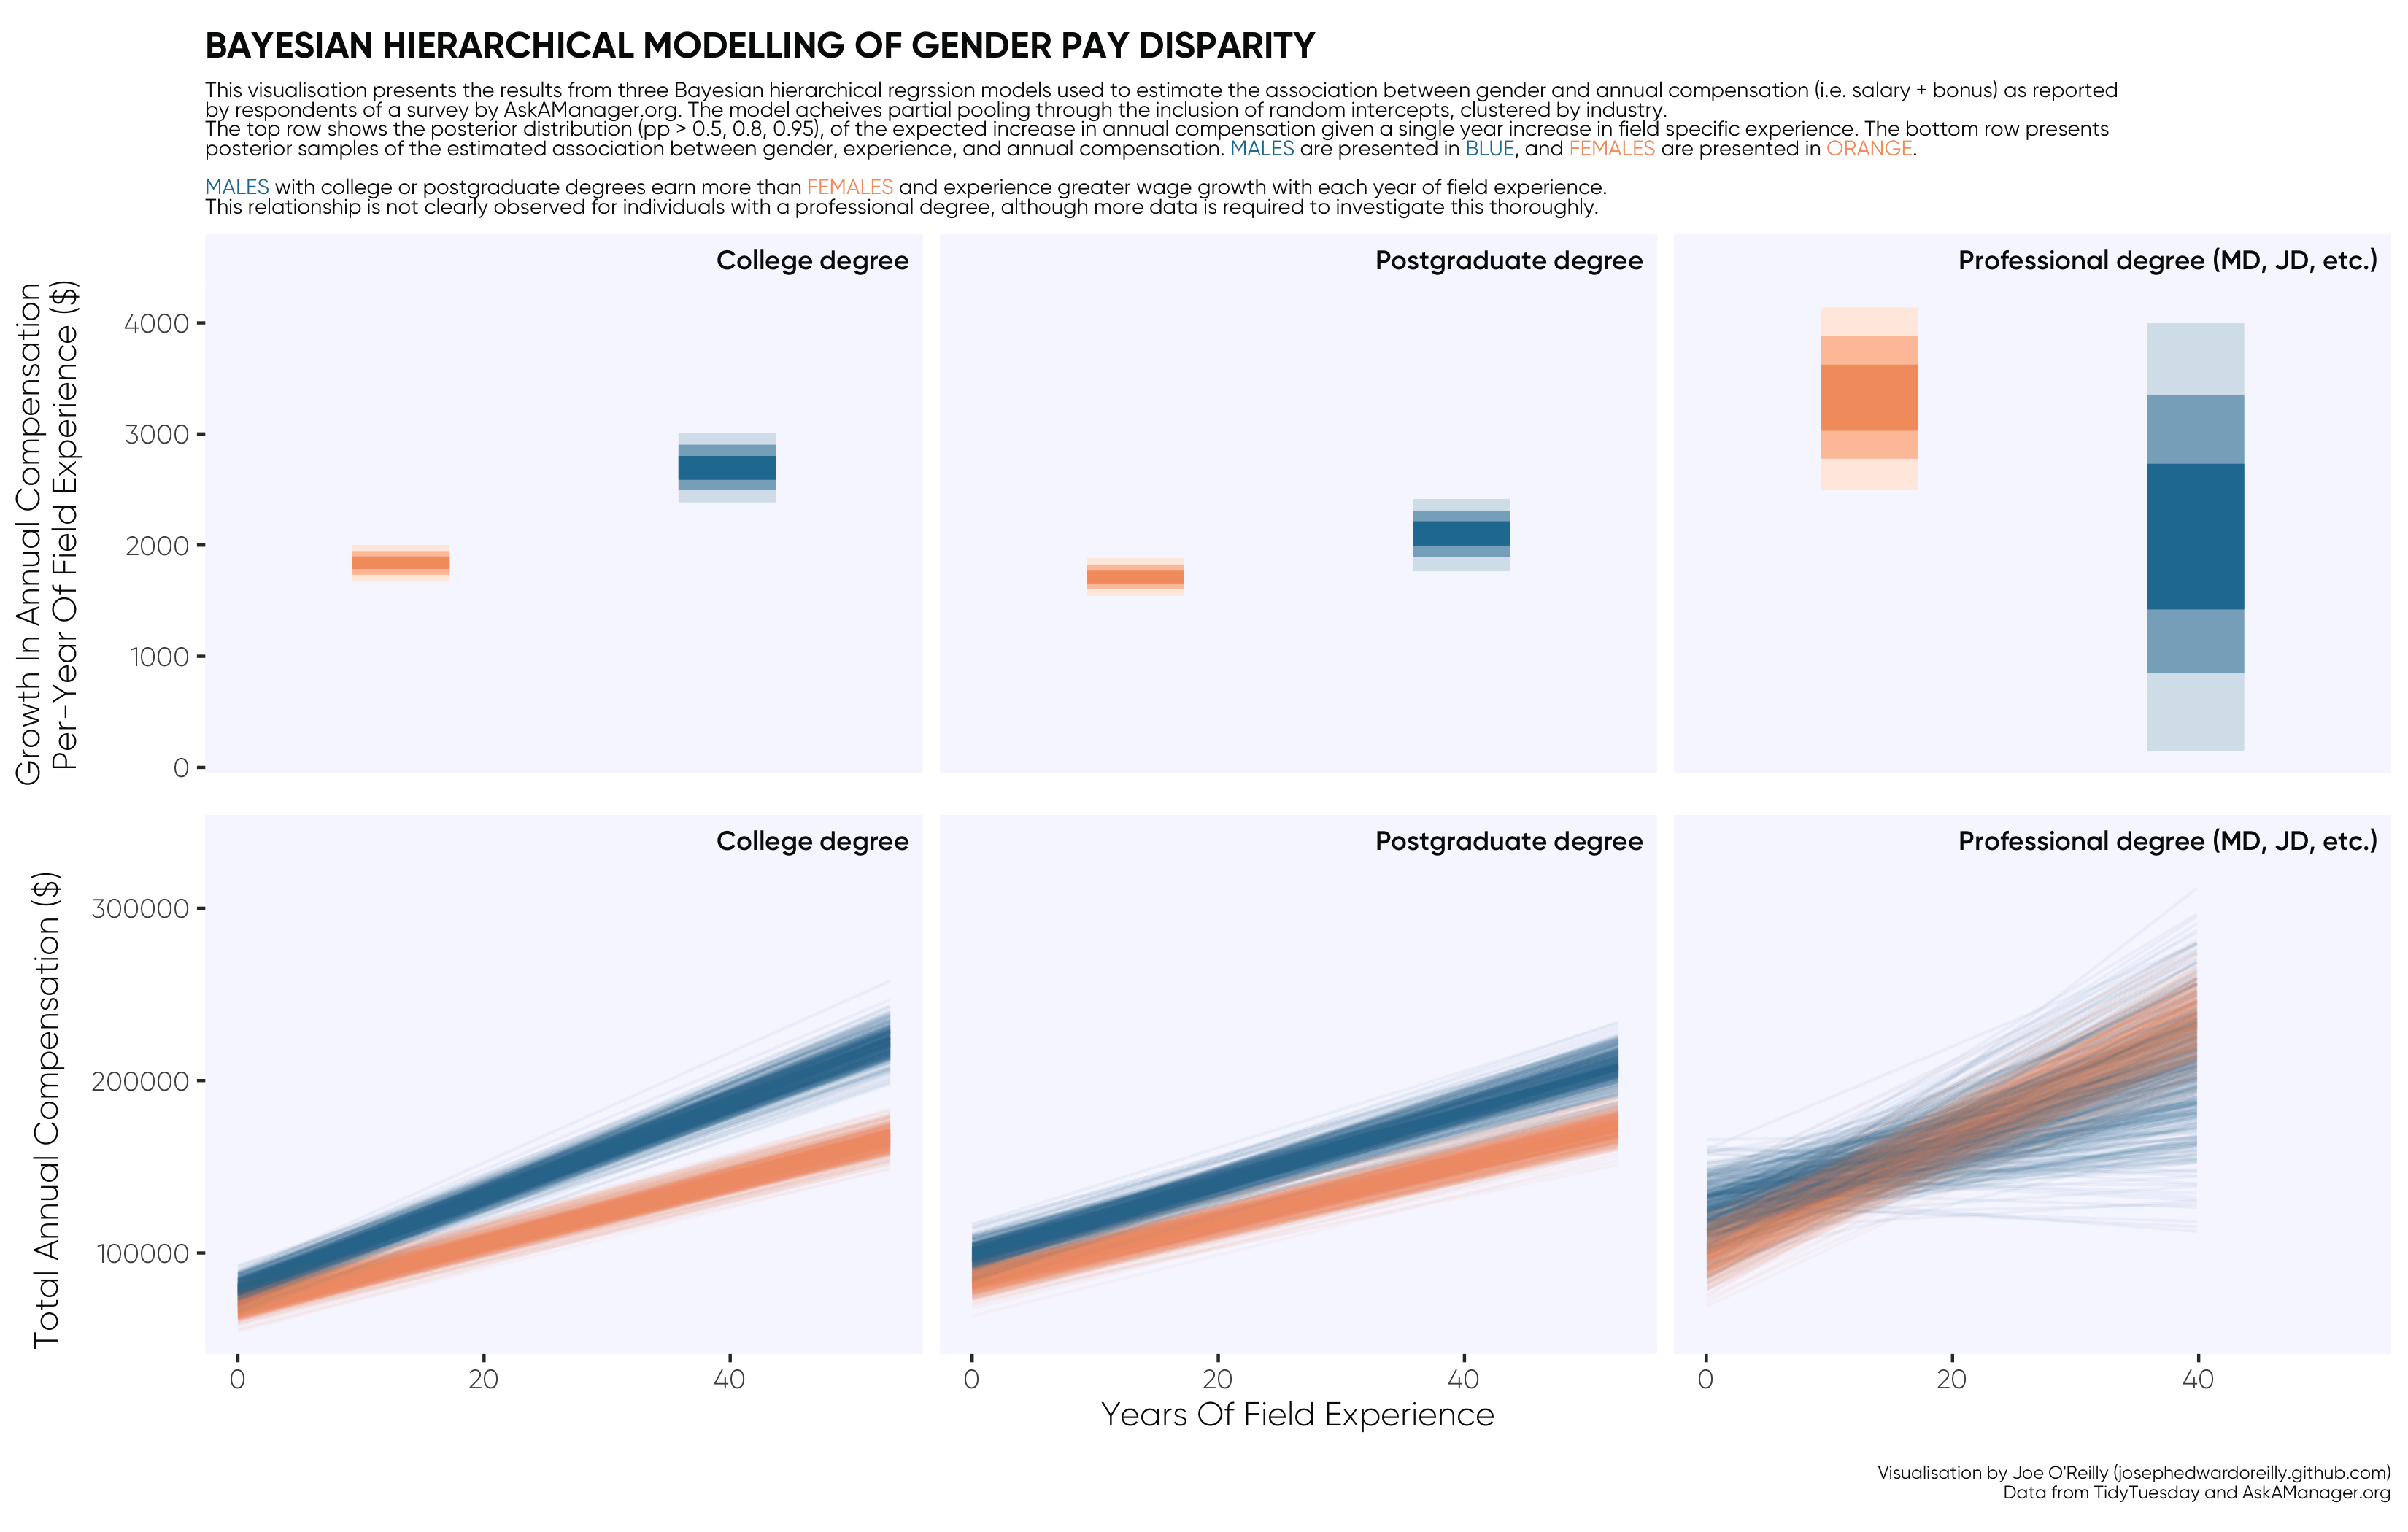 BAYESIAN HIERARCHICAL MODELLING OF GENDER PAY DISPARITY
This visualisation presents the results from three Bayesian hierarchical regrssion models used to estimate the association between gender and annual compensation (i.e. salary + bonus) as reported
by respondents of a survey by AskAManager.org. The model acheives partial pooling through the inclusion of random intercepts, clustered by industry.
The top row shows the posterior distribution (pp > 0.5, 0.8, 0.95), of the expected increase in annual compensation given a single year increase in field specific experience. The bottom row presents
posterior samples of the estimated association between gender, experience, and annual compensation. MALES are presented in BLUE, and FEMALES are presented in ORANGE.
MALES with college or postgraduate degrees earn more than FEMALES and experience greater wage growth with each year of field experience.
This relationship is not clearly observed for individuals with a professional degree, although more data is required to investigate this thoroughly.
Growth In Annual Compensation
Per-Year Of Field Experience ($)
4000
3000
2000
1000
0
College degree
Postgraduate degree
Professional degree (MD, JD, etc.)
Total Annual Compensation ($)
300000
200000
100000
College degree
Postgraduate degree
Professional degree (MD, JD, etc.)
0 20 40
0 20 40
0 20 40
Years Of Field Experience
Visualisation by Joe O'Reilly (josephedwardoreilly.github.com)
Data from TidyTuesday and AskAManager.org